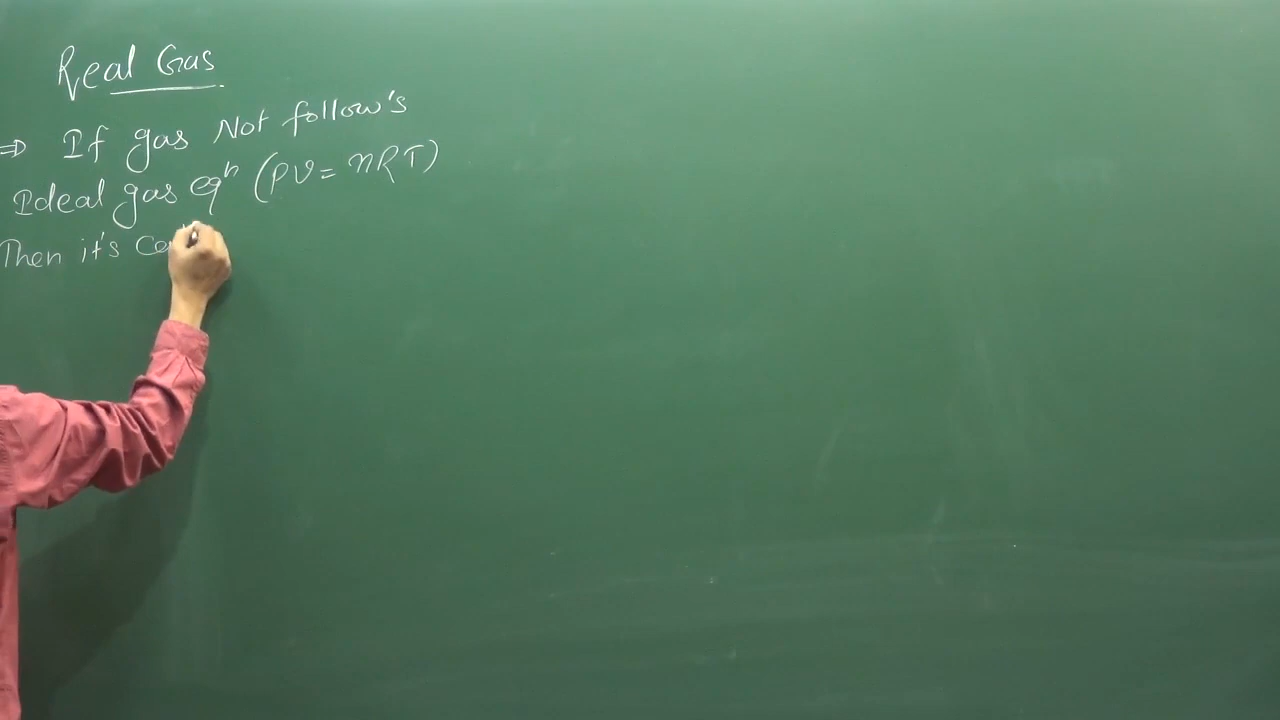 Real Gas
⇒ If gas Not follow's
Ideal gas eqⁿ (PV = nRT)
Then it's